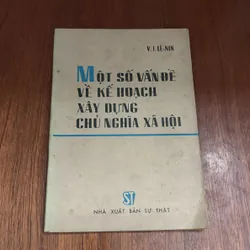 V. I. LÊ-NIN
MỘT SỐ VẤN ĐỀ
VỀ KẾ HOẠCH
XÂY DỰNG
CHỦ NGHĨA XÃ HỘI
ST
NHÀ XUẤT BẢN SỰ THẬT